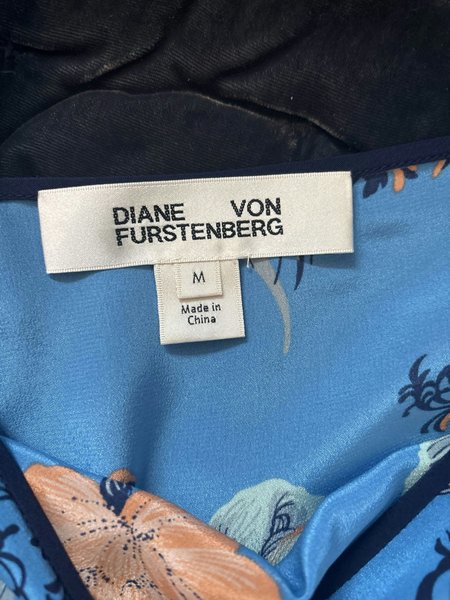 DIANE VON
FURSTENBERG
M
Made in
China